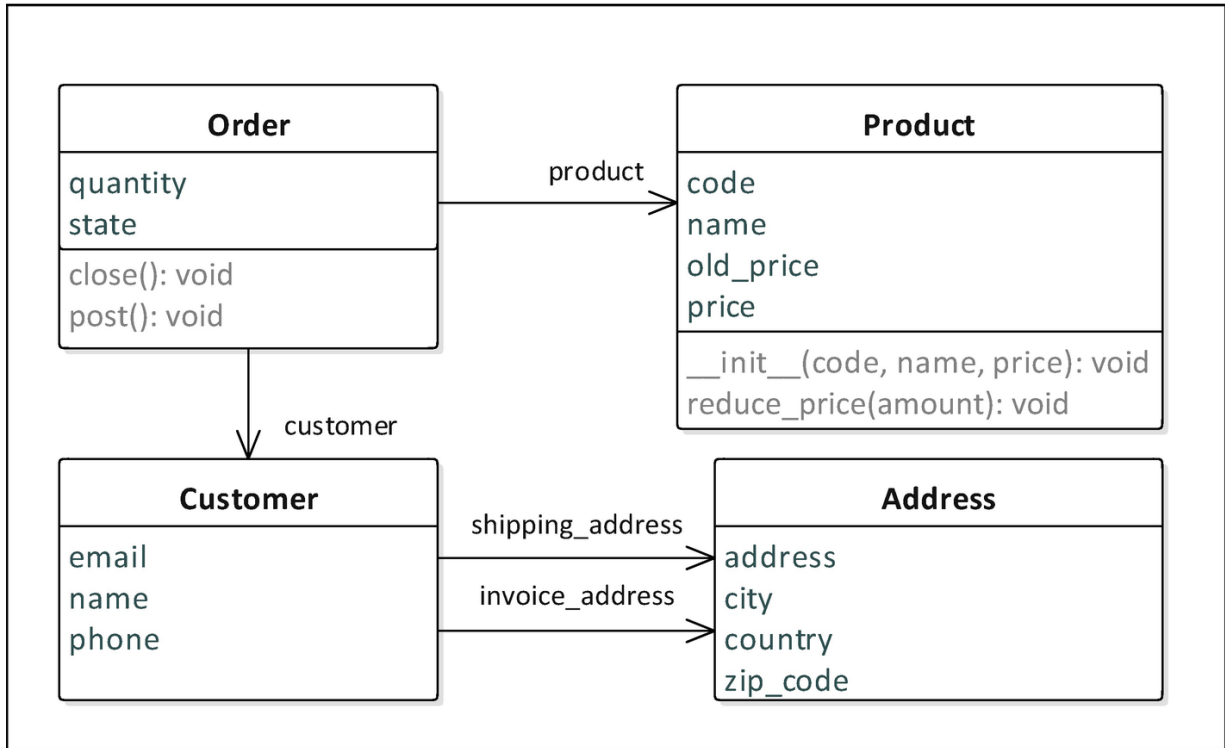 Order
quantity
state
close(): void
post(): void
product
Product
code
name
old_price
price
__init__(code, name, price): void
reduce_price(amount): void
customer
Customer
email
name
phone
shipping_address
invoice_address
Address
address
city
country
zip_code